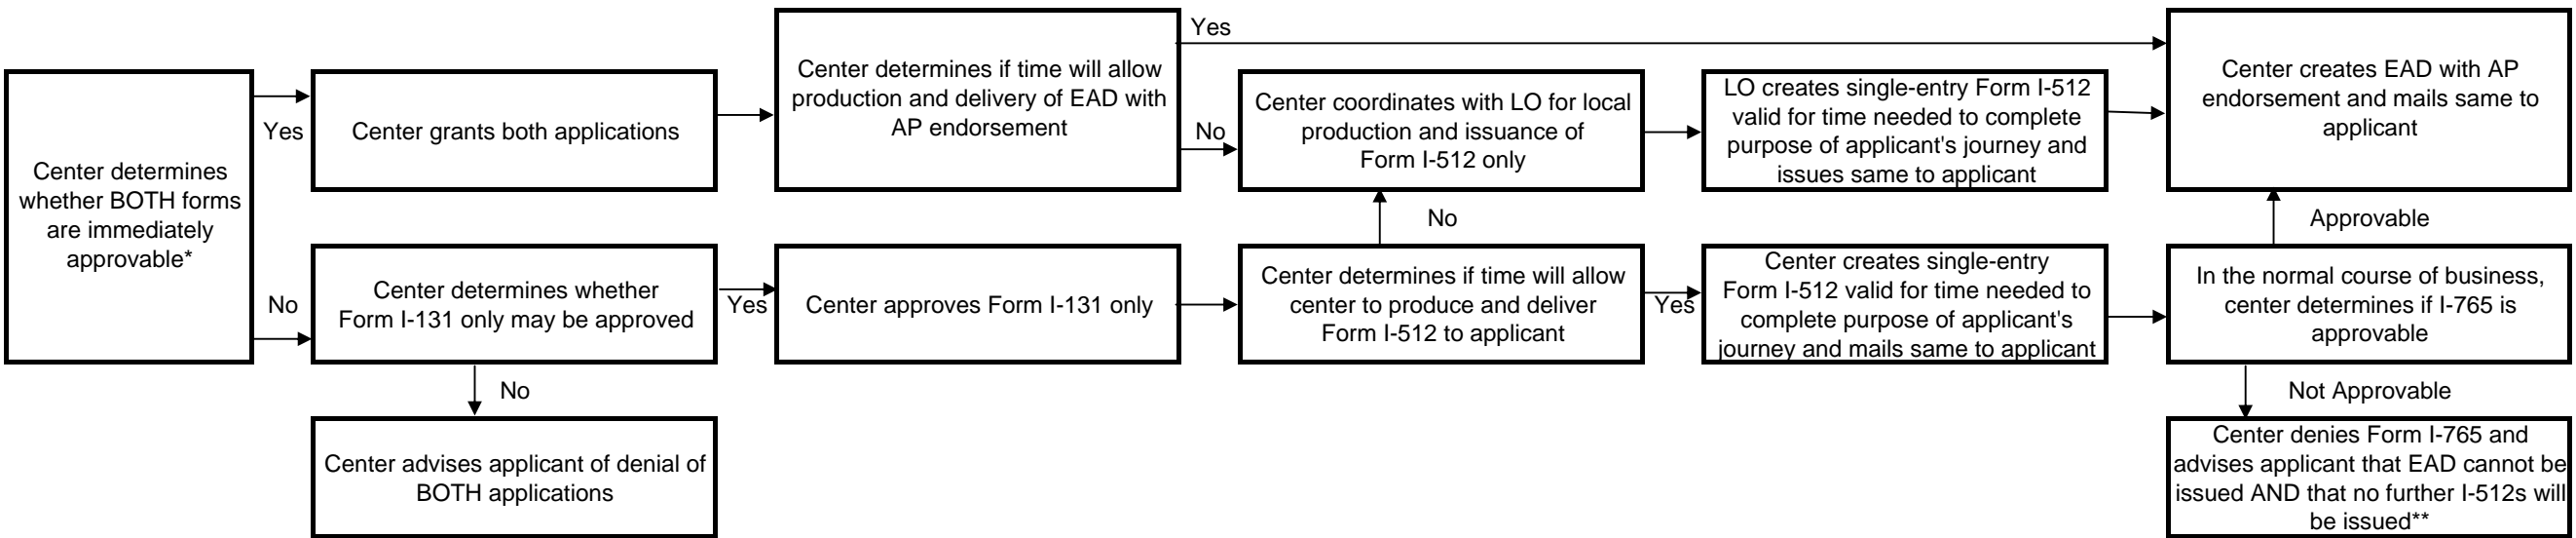 Center determines
whether BOTH forms
are immediately
approvable*
Yes
No
Center grants both applications
Center determines if time will allow
production and delivery of EAD with
AP endorsement
Yes
No
Center coordinates with LO for local
production and issuance of
Form I-512 only
LO creates single-entry Form I-512
valid for time needed to complete
purpose of applicant's journey and
issues same to applicant
Center creates EAD with AP
endorsement and mails same to
applicant
Center determines whether
Form I-131 only may be approved
Yes
No
Center approves Form I-131 only
Center determines if time will allow
center to produce and deliver
Form I-512 to applicant
No
Yes
Center creates single-entry
Form I-512 valid for time needed to
complete purpose of applicant's
journey and mails same to applicant
In the normal course of business,
center determines if I-765 is
approvable
Approvable
Not Approvable
Center advises applicant of denial of
BOTH applications
Center denies Form I-765 and
advises applicant that EAD cannot be
issued AND that no further I-512s will
be issued**